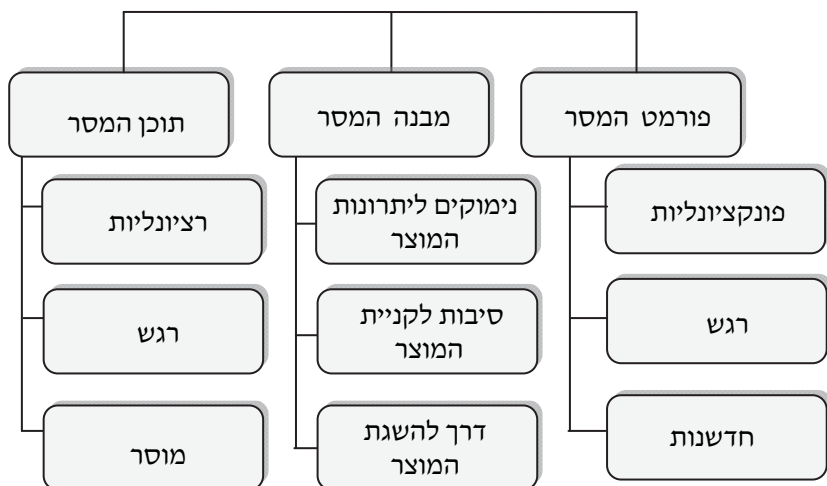 פורמט המסר
פונקציונליות
רגש
חדשנות
מבנה המסר
נימוקים ליתרונות
המוצר
סיבות לקניית
המוצר
דרך להשגת
המוצר
תוכן המסר
רציונליות
רגש
מוסר